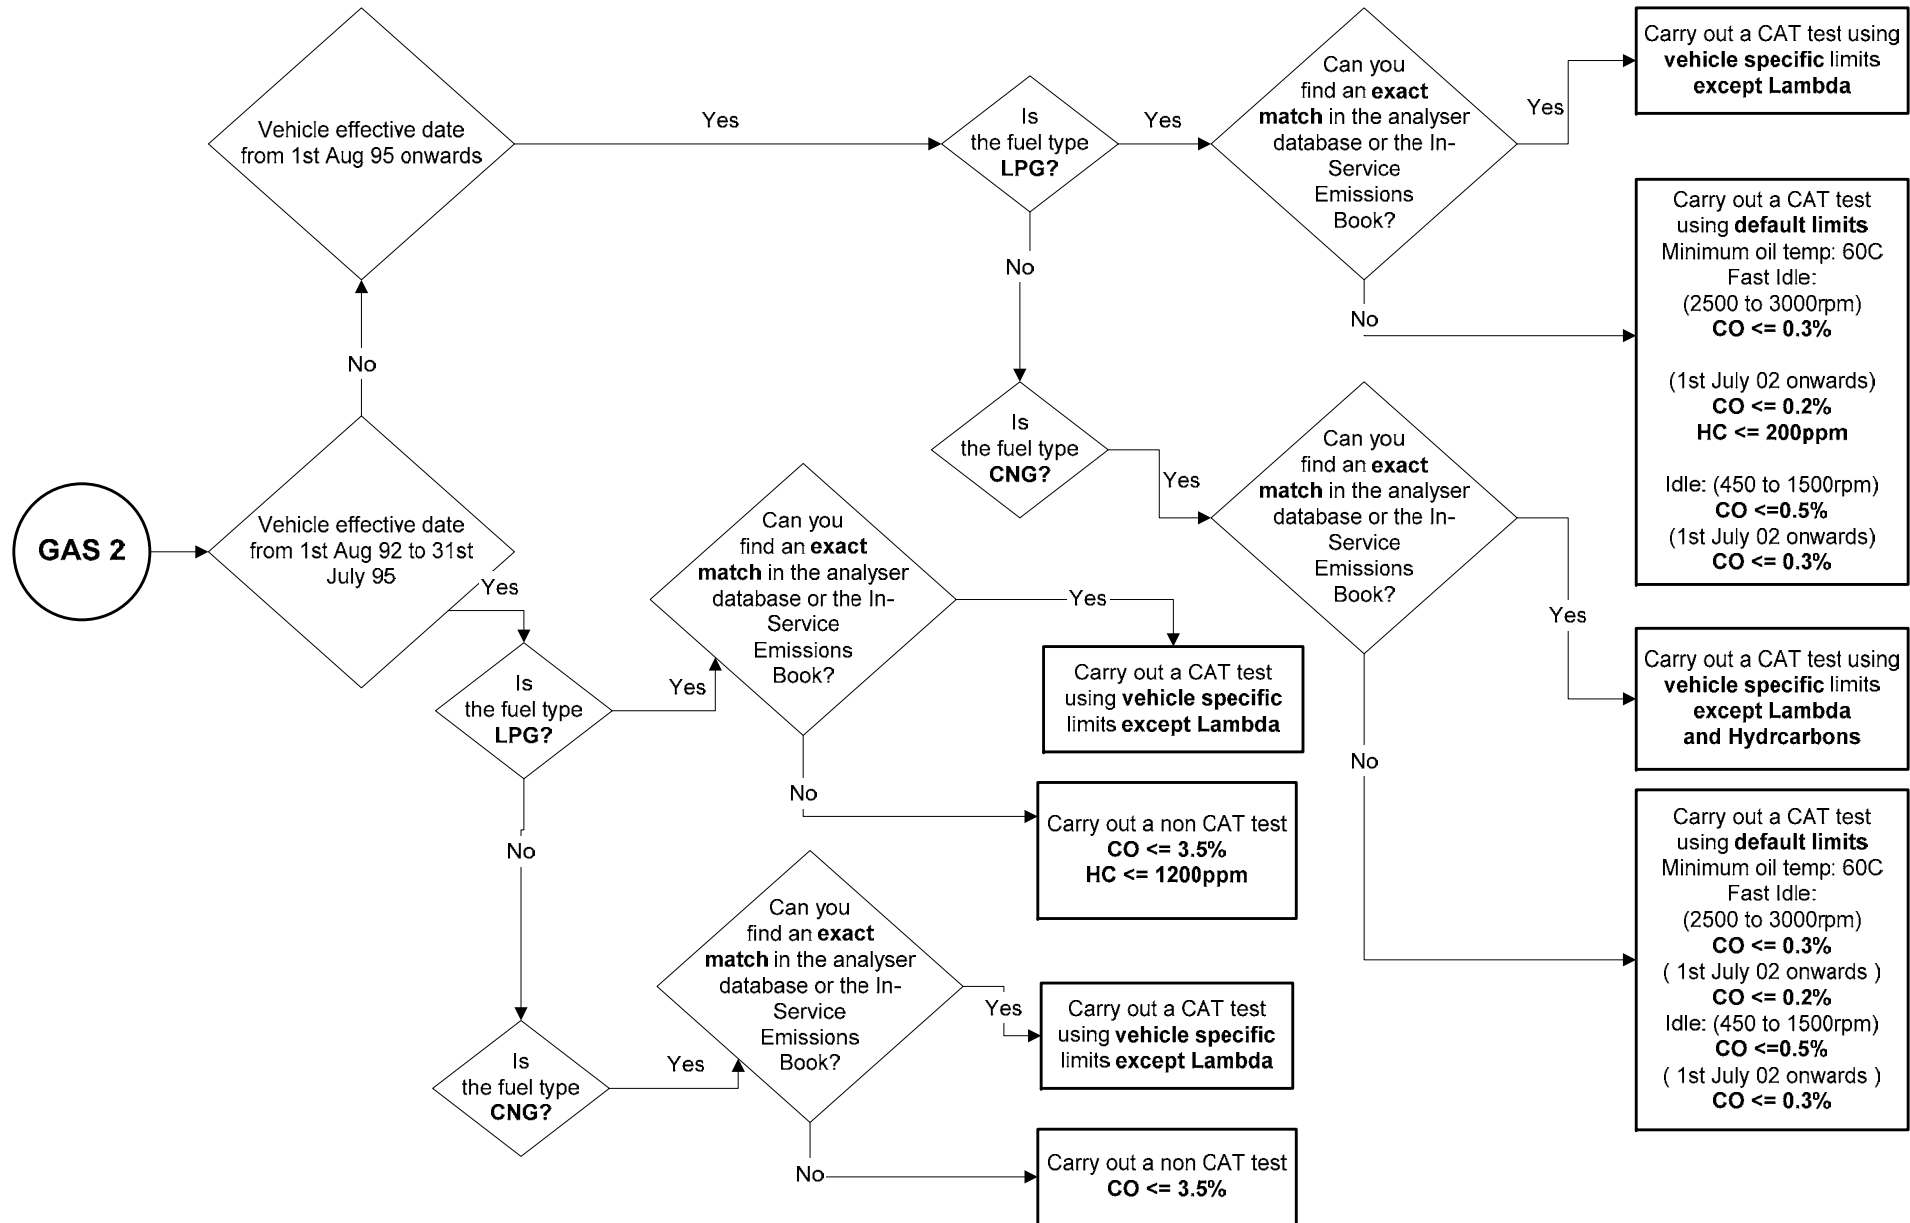 GAS 2
Vehicle effective date
from 1st Aug 92 to 31st
July 95
No
Vehicle effective date
from 1st Aug 95 onwards
Yes
Is
the fuel type
LPG?
Yes
Can you
find an exact
match in the analyser
database or the In-
Service
Emissions
Book?
Yes
Carry out a CAT test using
vehicle specific limits
except Lambda
No
Carry out a CAT test
using default limits
Minimum oil temp: 60C
Fast Idle:
(2500 to 3000rpm)
CO <= 0.3%
(1st July 02 onwards)
CO <= 0.2%
HC <= 200ppm
Idle: (450 to 1500rpm)
CO <=0.5%
(1st July 02 onwards)
CO <= 0.3%
No
Is
the fuel type
CNG?
Yes
Can you
find an exact
match in the analyser
database or the In-
Service
Emissions
Book?
Yes
Carry out a CAT test using
vehicle specific limits
except Lambda
and Hydrcarbons
No
Carry out a CAT test
using default limits
Minimum oil temp: 60C
Fast Idle:
(2500 to 3000rpm)
CO <= 0.3%
( 1st July 02 onwards )
CO <= 0.2%
Idle: (450 to 1500rpm)
CO <=0.5%
( 1st July 02 onwards )
CO <= 0.3%
Yes
Is
the fuel type
LPG?
Yes
Can you
find an exact
match in the analyser
database or the In-
Service
Emissions
Book?
Yes
Carry out a CAT test
using vehicle specific
limits except Lambda
No
Carry out a non CAT test
CO <= 3.5%
HC <= 1200ppm
No
Is
the fuel type
CNG?
Yes
Can you
find an exact
match in the analyser
database or the In-
Service
Emissions
Book?
Yes
Carry out a CAT test
using vehicle specific
limits except Lambda
No
Carry out a non CAT test
CO <= 3.5%